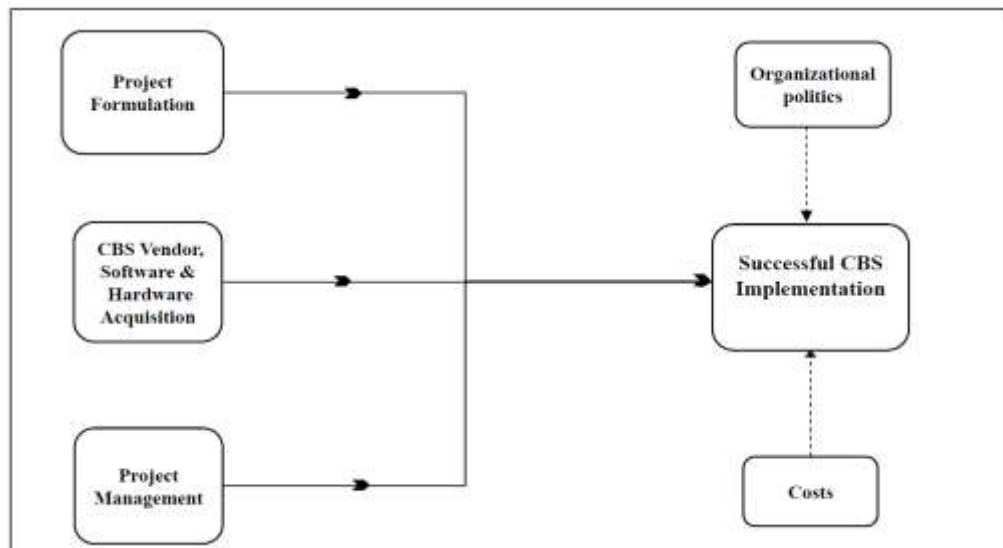 Project
Formulation
Organizational
politics
CBS Vendor,
Software &
Hardware
Acquisition
Successful CBS
Implementation
Project
Management
Costs